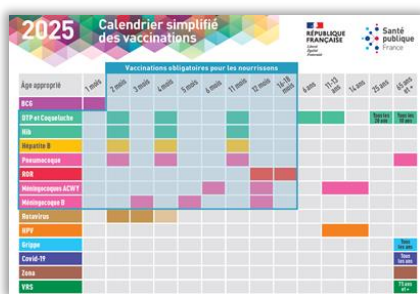 2025
Calendrier simplifié
des vaccinations
RÉPUBLIQUE
FRANÇAISE
Liberté
Égalité
Fraternité
Santé
publique
France
Vaccinations obligatoires pour les nourrissons
Âge approprié
1 mois
2 mois
3 mois
4 mois
5 mois
6 mois
11 mois
12 mois
16-18
mois
6 ans
11-13
ans
14 ans
25 ans
65 ans
et +
BCG
DTP et Coqueluche
Tous les
20 ans
Tous les
10 ans
Hib
Hépatite B
Pneumocoque
ROR
Méningocoques ACWY
Méningocoque B
Rotavirus
HPV
Grippe
Tous
les ans
Covid-19
Tous
les ans
Zona
VRS
75 ans
et +